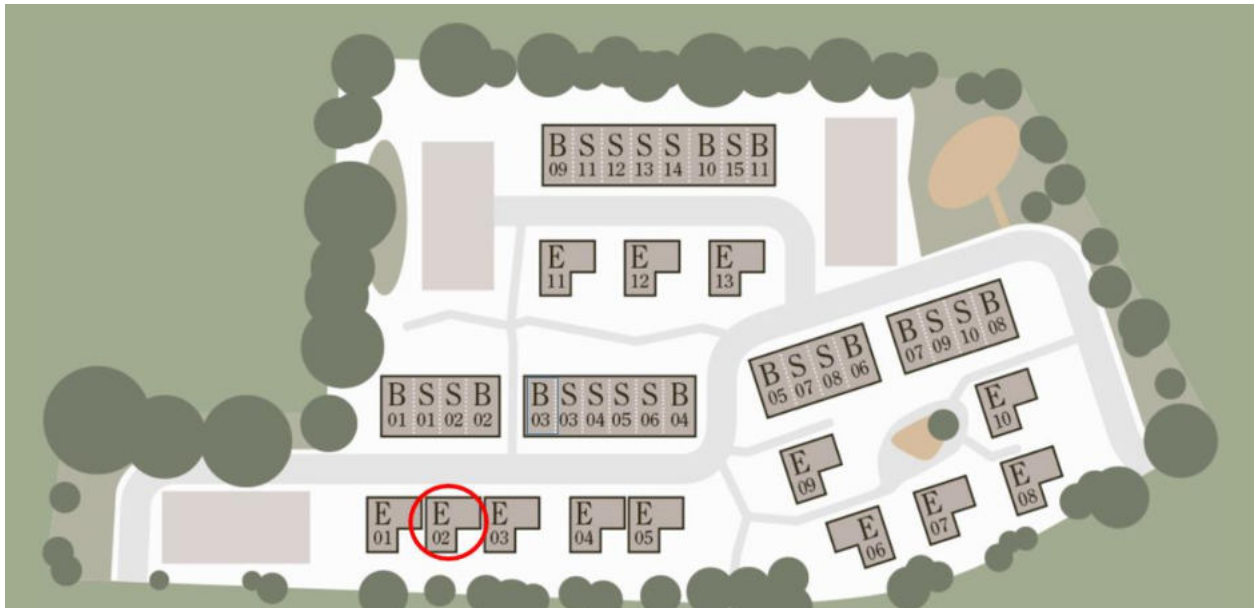 B S S S S B S B
09 11 12 13 14 10 15 11
E E E
11 12 13
B S S B
07 09 10 08
B S S B
05 07 08 06
B S S B
01 01 02 02
B S S S S B
03 03 04 05 06 04
E
10
E
09
E
08
E
07
E
06
E E E E E
01 02 03 04 05